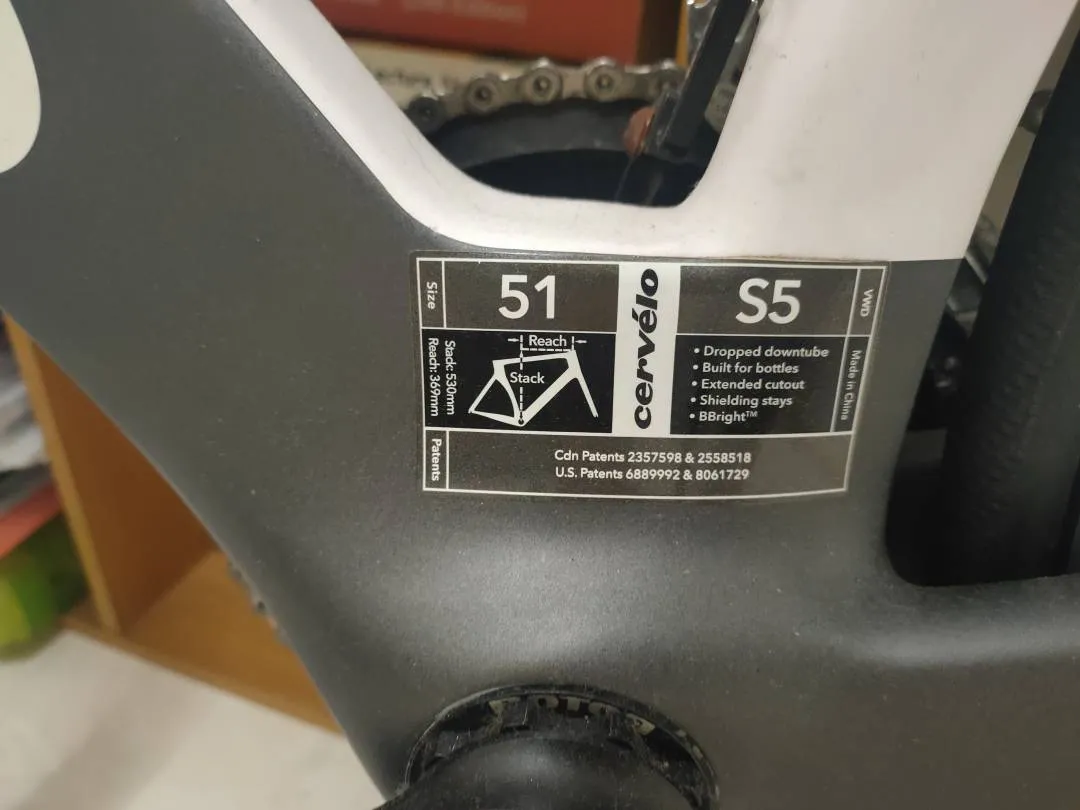 Size
51
cervélo
S5
VWD
Stack: 530mm
Reach: 369mm
Reach
Stack
• Dropped downtube
• Built for bottles
• Extended cutout
• Shielding stays
• BBright™
Made in China
Patents
Cdn Patents 2357598 & 2558518
U.S. Patents 6889992 & 8061729